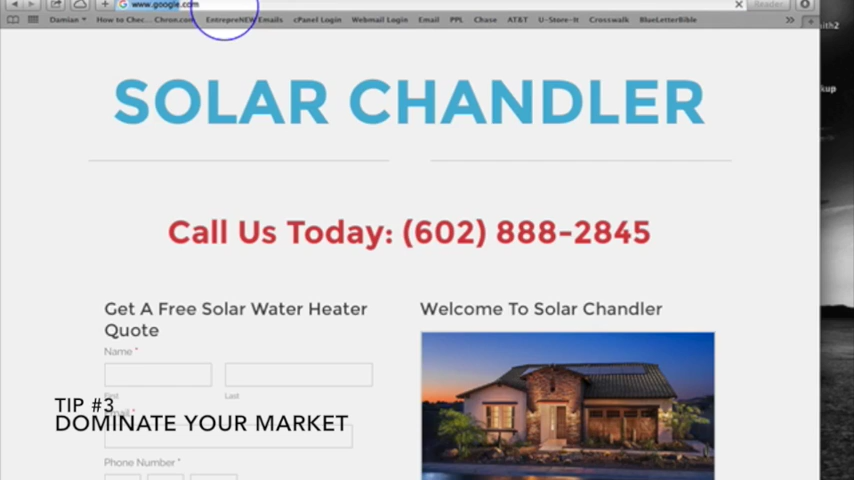 www.google.com
Reader
Damian
How to Chec... Chron.com
EntrepreNEW Emails
cPanel Login
Webmail Login
Email
PPL
Chase
AT&T
U-Store-It
Crosswalk
BlueLetterBible
SOLAR CHANDLER
Call Us Today: (602) 888-2845
Get A Free Solar Water Heater
Quote
Name *
First
Last
Email *
Phone Number *
Welcome To Solar Chandler
TIP #3
DOMINATE YOUR MARKET